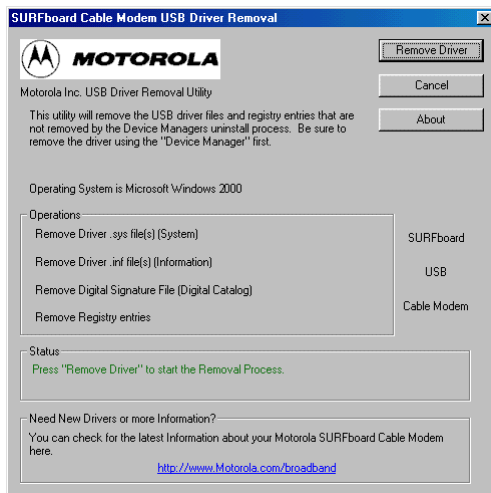 SURFboard Cable Modem USB Driver Removal
MOTOROLA
Remove Driver
Motorola Inc. USB Driver Removal Utility
Cancel
This utility will remove the USB driver files and registry entries that are
not removed by the Device Managers uninstall process. Be sure to
remove the driver using the "Device Manager" first.
About
Operating System is Microsoft Windows 2000
Operations
Remove Driver .sys file(s) (System)
Remove Driver .inf file(s) (Information)
Remove Digital Signature File (Digital Catalog)
Remove Registry entries
SURFboard
USB
Cable Modem
Status
Press "Remove Driver" to start the Removal Process.
Need New Drivers or more Information?
You can check for the latest Information about your Motorola SURFboard Cable Modem
here.
http://www.Motorola.com/broadband